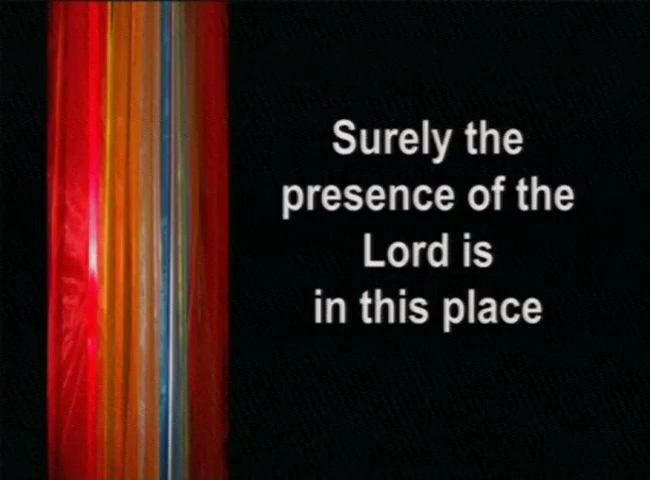 Surely the
presence of the
Lord is
in this place